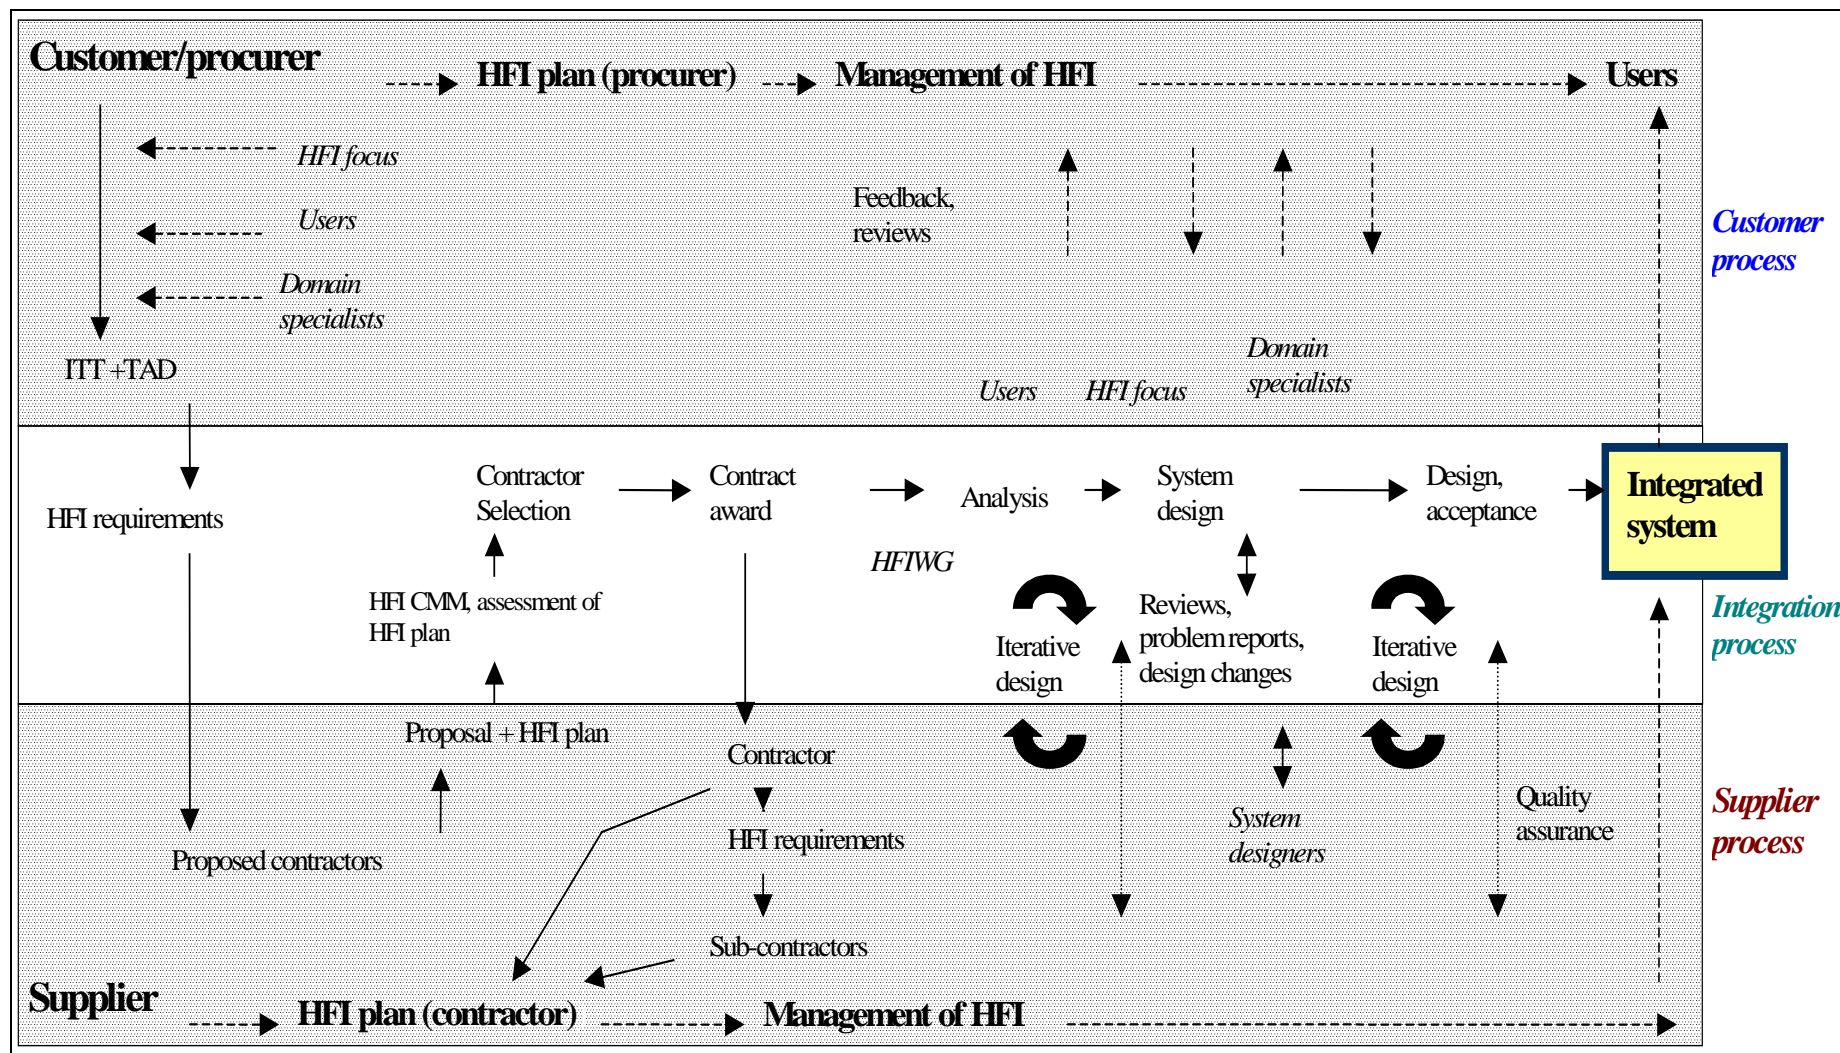 Customer/procurer
HFI plan (procurer)
Management of HFI
Users
HFI focus
Users
Domain
specialists
ITT +TAD
Feedback,
reviews
Users
HFI focus
Domain
specialists
Customer
process
HFI requirements
Contractor
Selection
Contract
award
Analysis
System
design
Design,
acceptance
Integrated
system
HFIWG
HFI CMM, assessment of
HFI plan
Iterative
design
Reviews,
problem reports,
design changes
Iterative
design
Integration
process
Proposal + HFI plan
Contractor
Proposed contractors
HFI requirements
System
designers
Quality
assurance
Supplier
process
Sub-contractors
Supplier
HFI plan (contractor)
Management of HFI